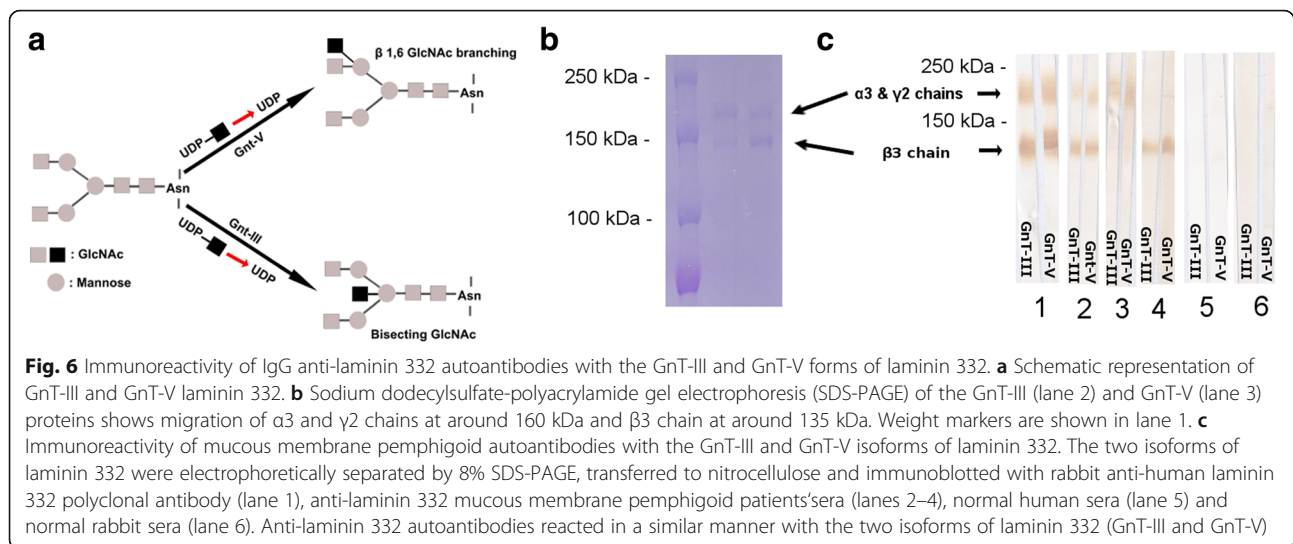 a
β 1,6 GlcNAc branching
UDP
UDP
Gnt-V
Asn
Asn
Gnt-III
UDP
UDP
: GlcNAc
: Mannose
Asn
Bisecting GlcNAc
b
250 kDa -
150 kDa -
100 kDa -
c
250 kDa -
α3 & γ2 chains
150 kDa -
β3 chain
GnT-III GnT-V GnT-III Gnt-V GnT-III GnT-V GnT-III GnT-V GnT-III GnT-V GnT-III GnT-V
1 2 3 4 5 6
Fig. 6 Immunoreactivity of IgG anti-laminin 332 autoantibodies with the GnT-III and GnT-V forms of laminin 332. a Schematic representation of
GnT-III and GnT-V laminin 332. b Sodium dodecylsulfate-polyacrylamide gel electrophoresis (SDS-PAGE) of the GnT-III (lane 2) and GnT-V (lane 3)
proteins shows migration of α3 and γ2 chains at around 160 kDa and β3 chain at around 135 kDa. Weight markers are shown in lane 1. c
Immunoreactivity of mucous membrane pemphigoid autoantibodies with the GnT-III and GnT-V isoforms of laminin 332. The two isoforms of
laminin 332 were electrophoretically separated by 8% SDS-PAGE, transferred to nitrocellulose and immunoblotted with rabbit anti-human laminin
332 polyclonal antibody (lane 1), anti-laminin 332 mucous membrane pemphigoid patients'sera (lanes 2–4), normal human sera (lane 5) and
normal rabbit sera (lane 6). Anti-laminin 332 autoantibodies reacted in a similar manner with the two isoforms of laminin 332 (GnT-III and GnT-V)